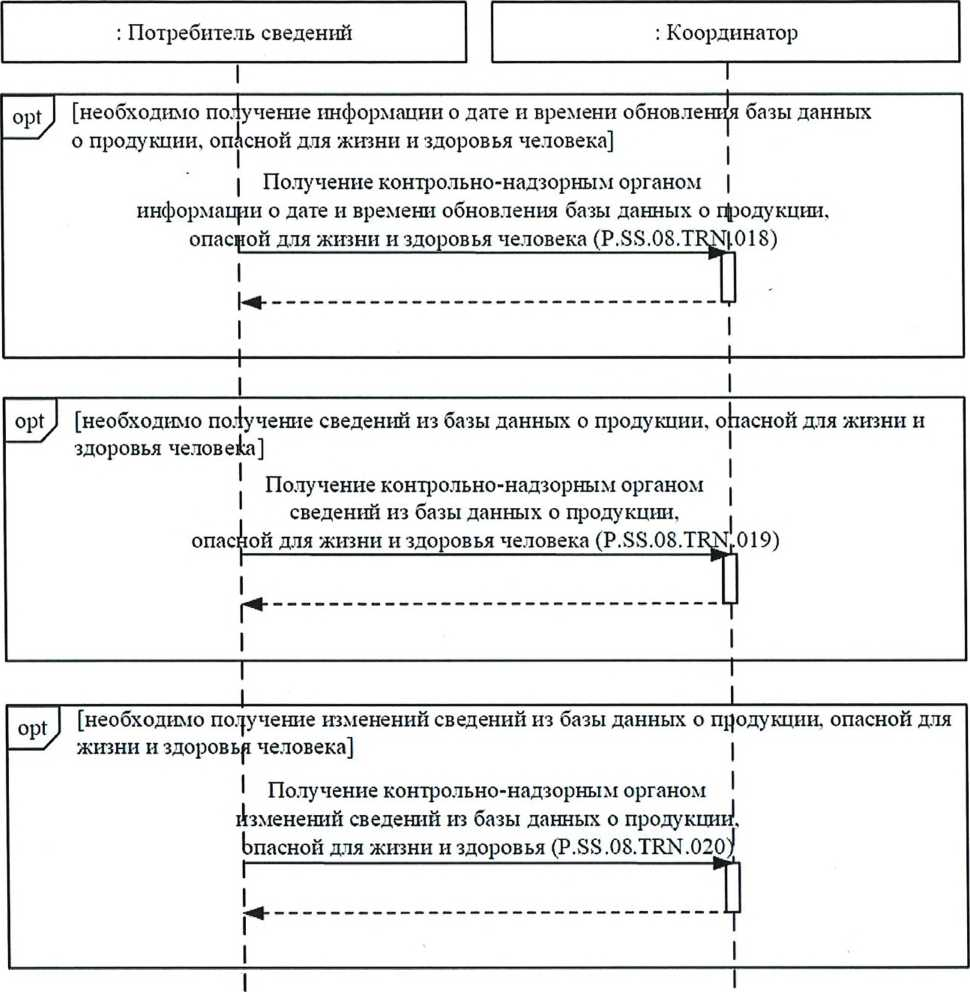 : Потребитель сведений
: Координатор
opt
[необходимо получение информации о дате и времени обновления базы данных
о продукции, опасной для жизни и здоровья человека]
Получение контрольно-надзорным органом
информации о дате и времени обновления базы данных о продукции,
опасной для жизни и здоровья человека (P.SS.08.TRN.018)
opt
[необходимо получение сведений из базы данных о продукции, опасной для жизни и
здоровья человека]
Получение контрольно-надзорным органом
сведений из базы данных о продукции,
опасной для жизни и здоровья человека (P.SS.08.TRN.019)
opt
[необходимо получение изменений сведений из базы данных о продукции, опасной для
жизни и здоровья человека]
Получение контрольно-надзорным органом
изменений сведений из базы данных о продукции,
опасной для жизни и здоровья (P.SS.08.TRN.020)